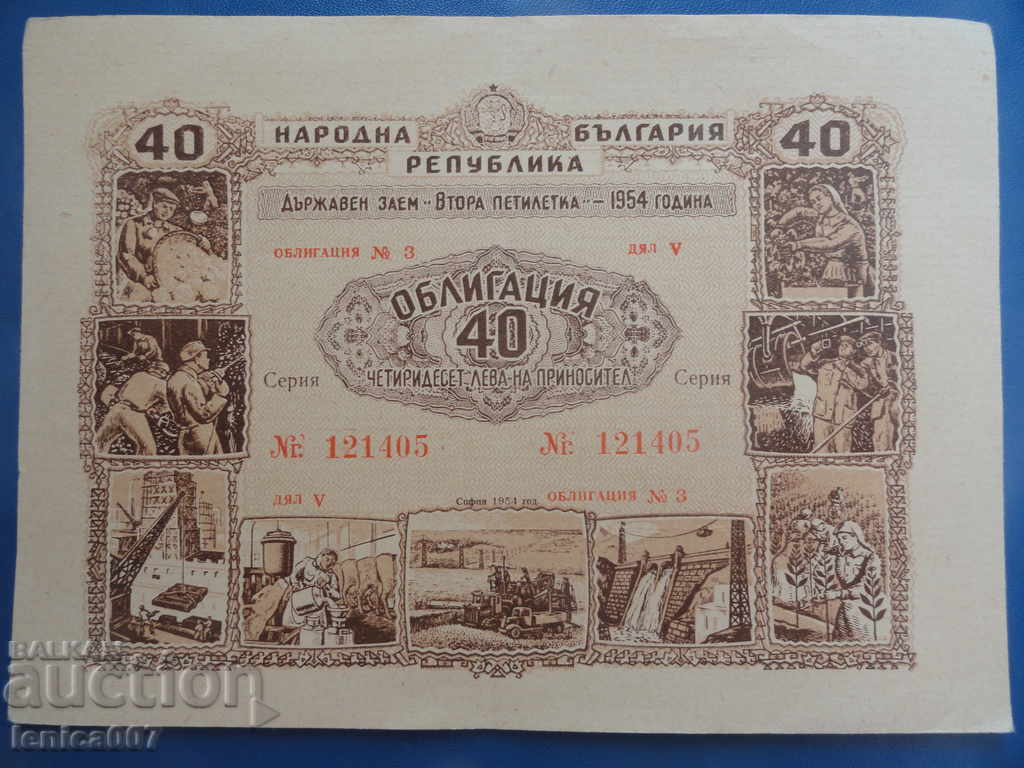 40 НАРОДНА БЪЛГАРИЯ 40
РЕПУБЛИКА
ДЪРЖАВЕН ЗАЕМ „ВТОРА ПЕТИЛЕТКА" – 1954 ГОДИНА
ОБЛИГАЦИЯ № 3 ДЯЛ V
ОБЛИГАЦИЯ
40
ЧЕТИРИДЕСЕТ ЛЕВА НА ПРИНОСИТЕЛ
Серия Серия
№ 121405 № 121405
ДЯЛ V София 1954 год. ОБЛИГАЦИЯ № 3
БАЛКАН
auction
lenica007